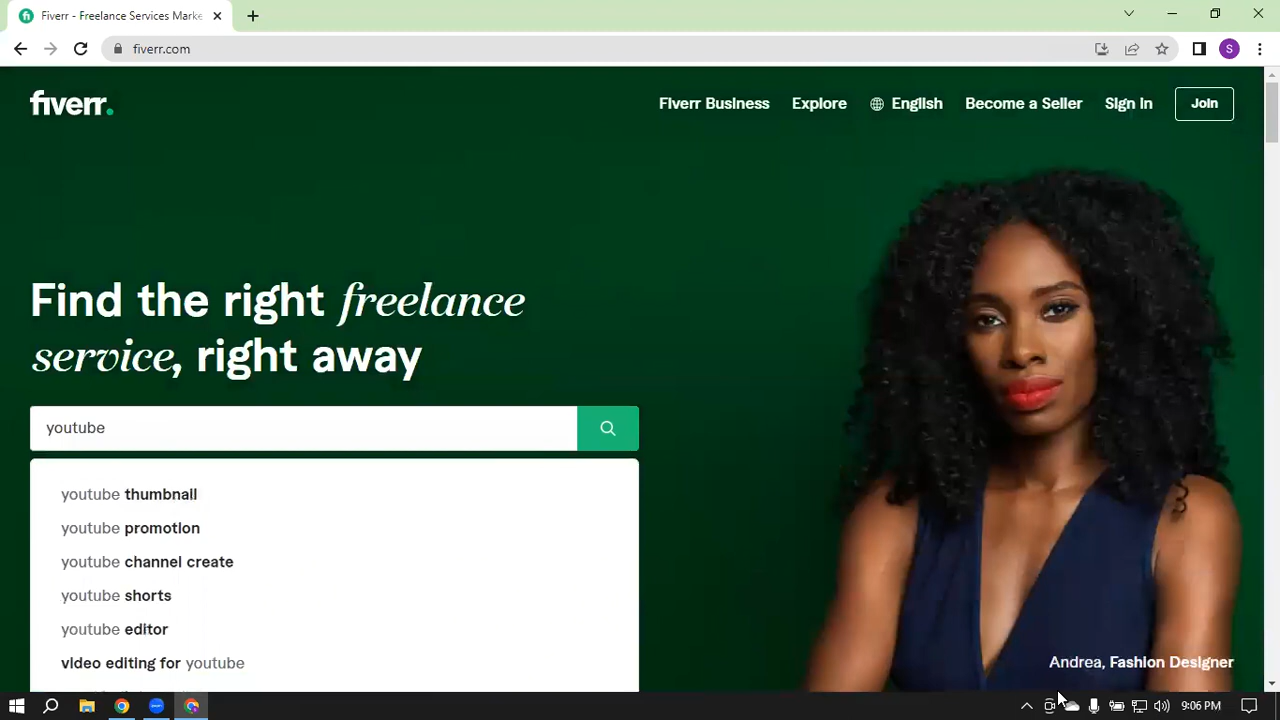 Fiverr - Freelance Services Marke
fiverr.com
S
fiverr.
Fiverr Business
Explore
English
Become a Seller
Sign in
Join
Find the right freelance
service, right away
youtube
youtube thumbnail
youtube promotion
youtube channel create
youtube shorts
youtube editor
video editing for youtube
Andrea, Fashion Designer
9:06 PM